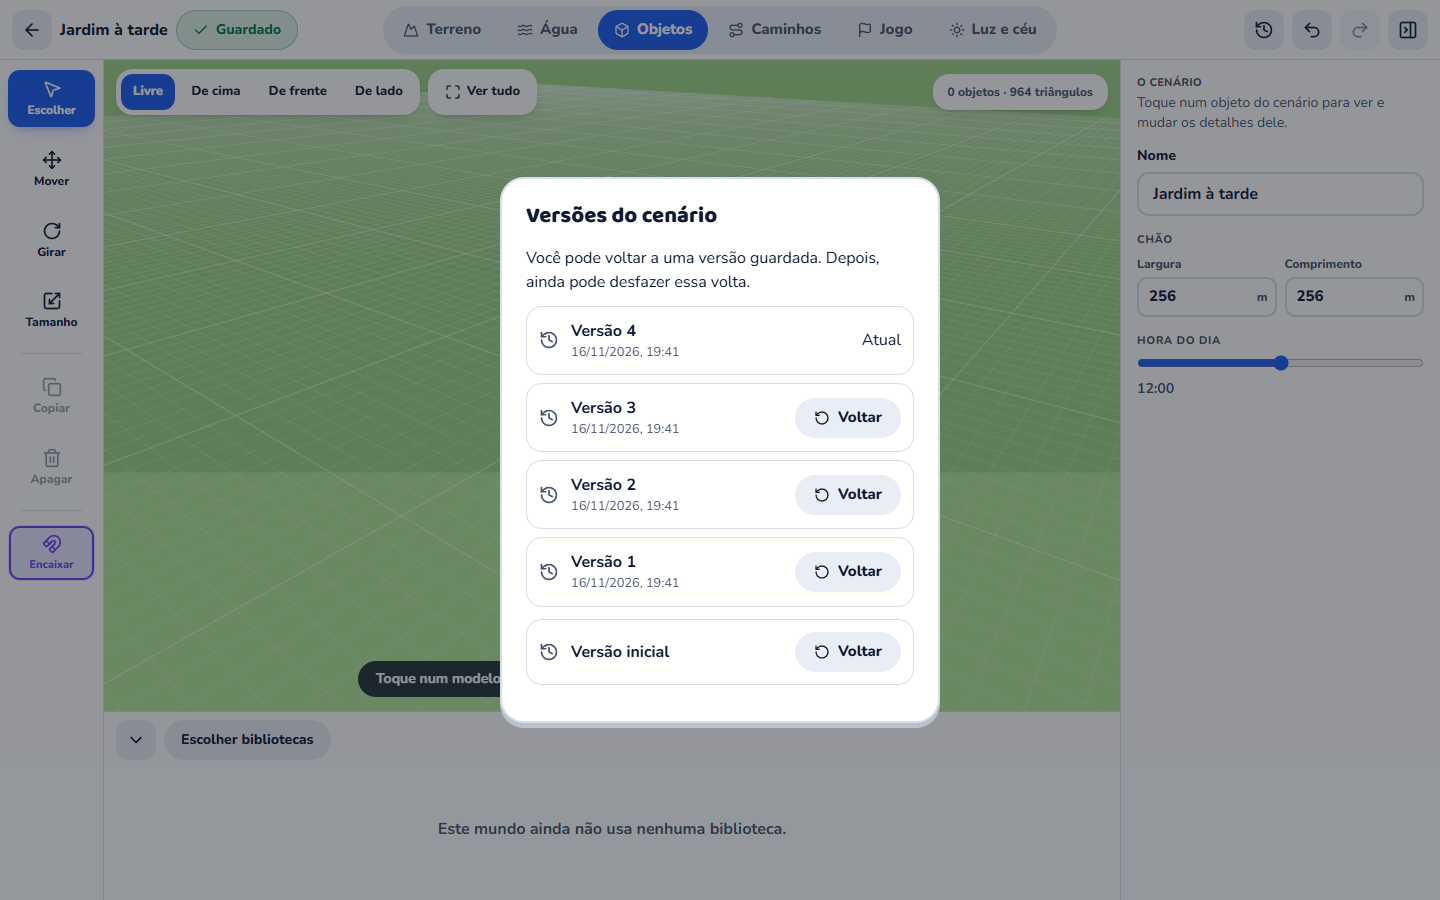 Jardim à tarde
Guardado
Terreno
Água
Objetos
Caminhos
Jogo
Luz e céu
Escolher
Mover
Girar
Tamanho
Copiar
Apagar
Encaixar
Livre
De cima
De frente
De lado
Ver tudo
0 objetos · 964 triângulos
Versões do cenário
Você pode voltar a uma versão guardada. Depois,
ainda pode desfazer essa volta.
Versão 4
16/11/2026, 19:41
Atual
Versão 3
16/11/2026, 19:41
Voltar
Versão 2
16/11/2026, 19:41
Voltar
Versão 1
16/11/2026, 19:41
Voltar
Versão inicial
Voltar
Toque num modelo
Escolher bibliotecas
Este mundo ainda não usa nenhuma biblioteca.
O CENÁRIO
Toque num objeto do cenário para ver e
mudar os detalhes dele.
Nome
Jardim à tarde
CHÃO
Largura
Comprimento
256 m
256 m
HORA DO DIA
12:00